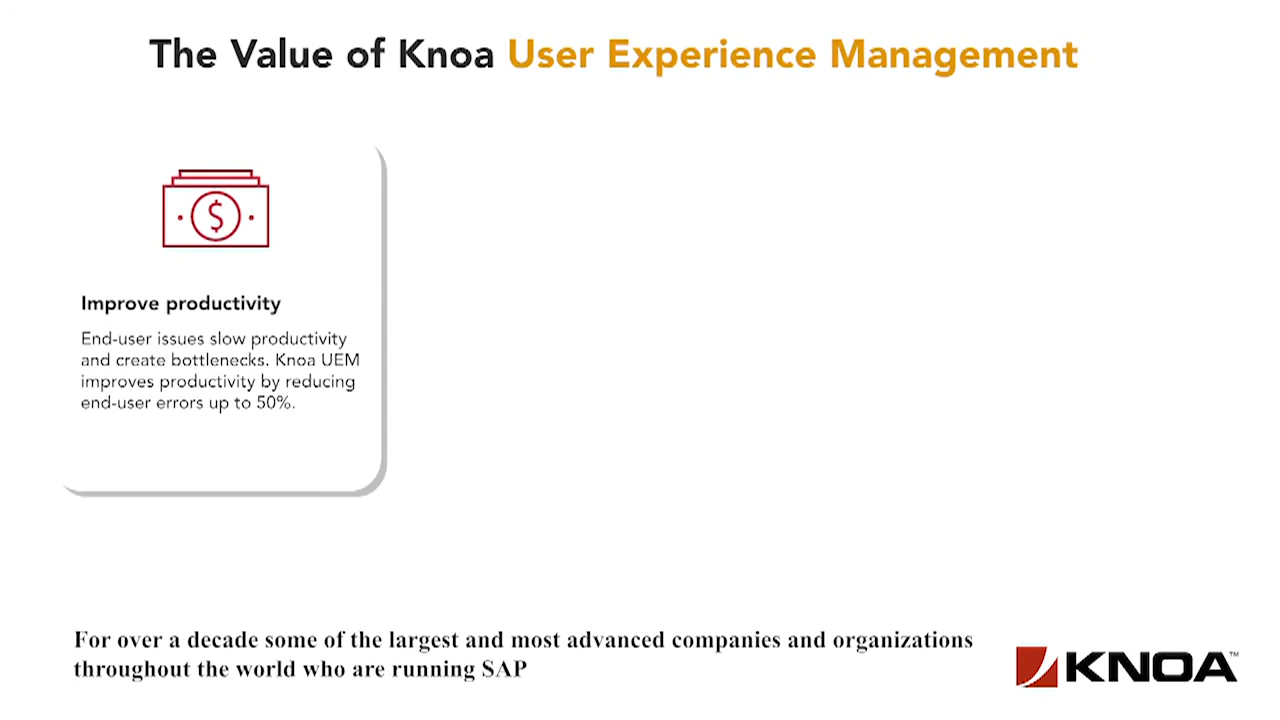 The Value of Knoa User Experience Management
$
Improve productivity
End-user issues slow productivity
and create bottlenecks. Knoa UEM
improves productivity by reducing
end-user errors up to 50%.
For over a decade some of the largest and most advanced companies and organizations
throughout the world who are running SAP
KNOA™